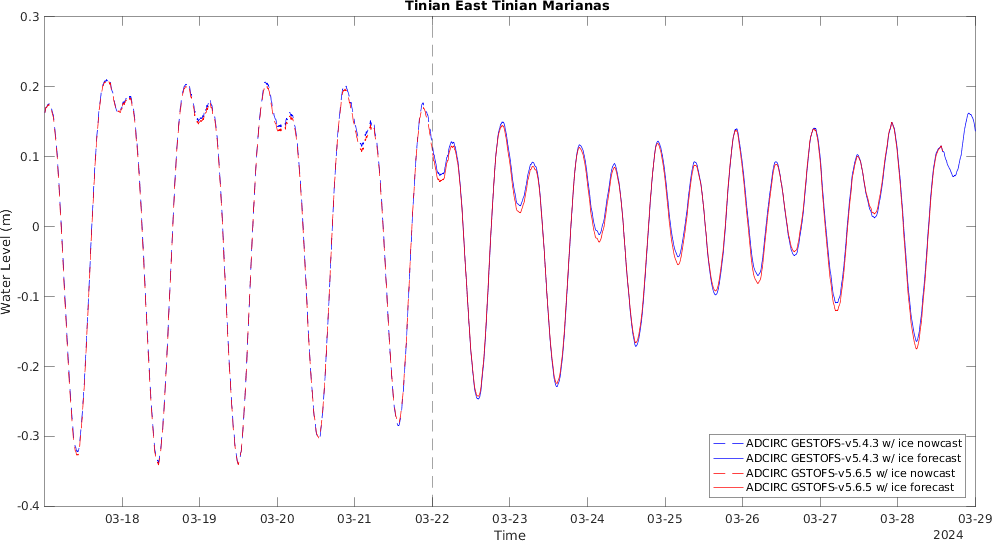 Tinian East Tinian Marianas
0.3
0.2
0.1
0
-0.1
-0.2
-0.3
-0.4
Water Level (m)
ADCIRC GESTOFS-v5.4.3 w/ ice nowcast
ADCIRC GESTOFS-v5.4.3 w/ ice forecast
ADCIRC GSTOFS-v5.6.5 w/ ice nowcast
ADCIRC GSTOFS-v5.6.5 w/ ice forecast
03-18 03-19 03-20 03-21 03-22 03-23 03-24 03-25 03-26 03-27 03-28 03-29
Time
2024